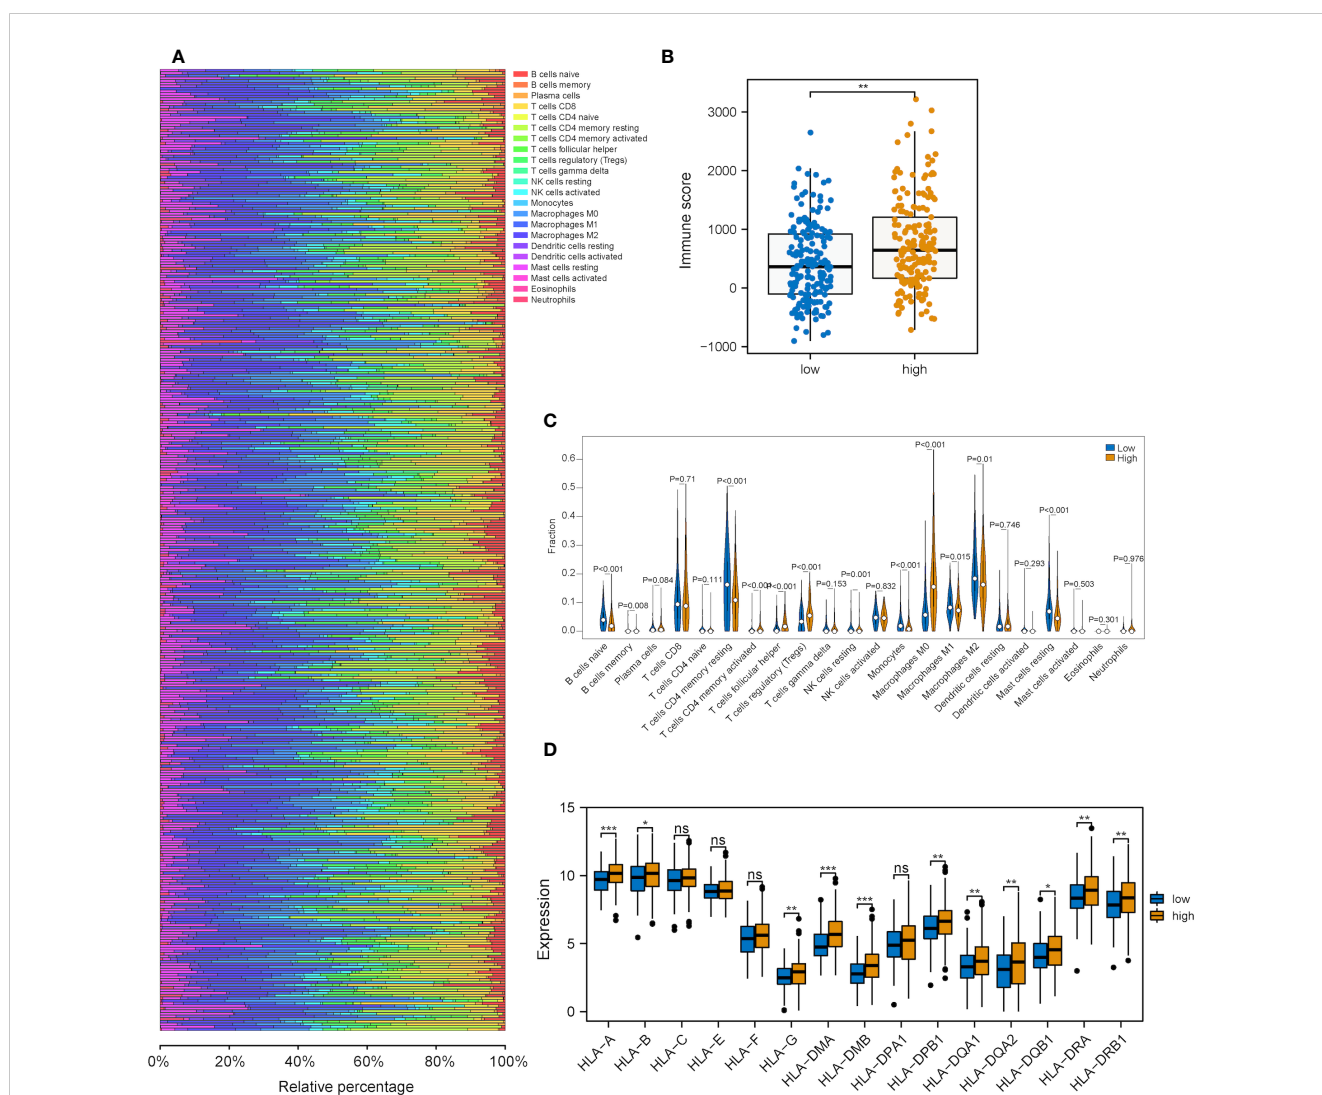 A
B cells naive
B cells memory
Plasma cells
T cells CD8
T cells CD4 naive
T cells CD4 memory resting
T cells CD4 memory activated
T cells follicular helper
T cells regulatory (Tregs)
T cells gamma delta
NK cells resting
NK cells activated
Monocytes
Macrophages M0
Macrophages M1
Macrophages M2
Dendritic cells resting
Dendritic cells activated
Mast cells resting
Mast cells activated
Eosinophils
Neutrophils
0% 20% 40% 60% 80% 100%
Relative percentage
B
**
3000
2000
1000
0
−1000
Immune score
low high
C
Low
High
0.6
0.5
0.4
0.3
0.2
0.1
0.0
Fraction
P<0.001
P=0.008
P=0.084
P=0.71
P=0.111
P<0.001
P<0.001
P<0.001
P<0.001
P=0.153
P=0.001
P=0.832
P<0.001
P<0.001
P=0.015
P=0.01
P=0.746
P=0.293
P<0.001
P=0.503
P=0.301
P=0.976
B cells naive
B cells memory
Plasma cells
T cells CD8
T cells CD4 naive
T cells CD4 memory resting
T cells CD4 memory activated
T cells follicular helper
T cells regulatory (Tregs)
T cells gamma delta
NK cells resting
NK cells activated
Monocytes
Macrophages M0
Macrophages M1
Macrophages M2
Dendritic cells resting
Dendritic cells activated
Mast cells resting
Mast cells activated
Eosinophils
Neutrophils
D
15
10
5
0
Expression
*** * ns ns ns ** *** *** ns ** ** ** * ** **
low
high
HLA−A
HLA−B
HLA−C
HLA−E
HLA−F
HLA−G
HLA−DMA
HLA−DMB
HLA−DPA1
HLA−DPB1
HLA−DQA1
HLA−DQA2
HLA−DQB1
HLA−DRA
HLA−DRB1